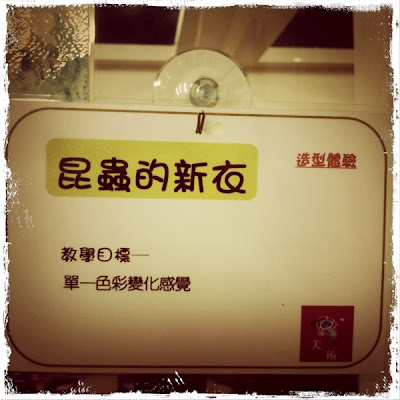 昆蟲的新衣
造型體驗
教學目標—
單一色彩變化感覺
美術